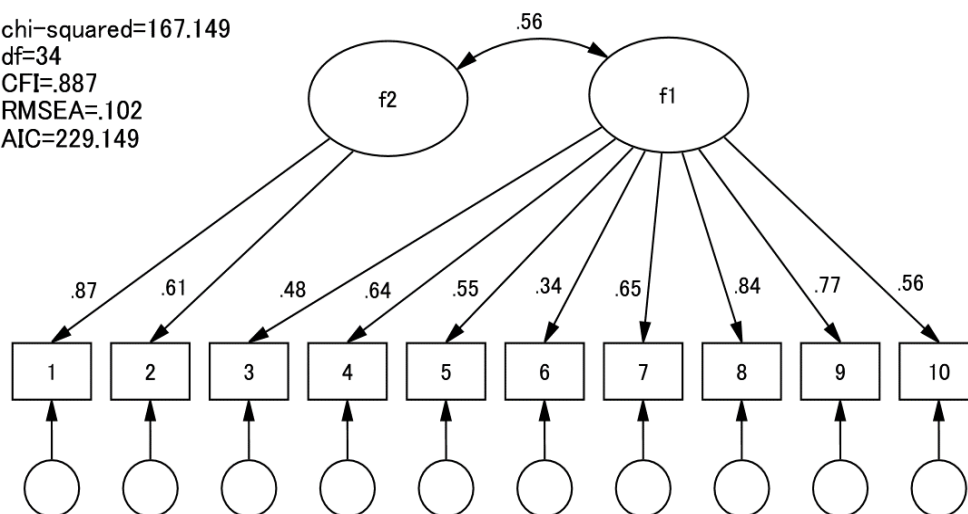 chi-squared=167.149
df=34
CFI=.887
RMSEA=.102
AIC=229.149
.56
f2
f1
.87 .61 .48 .64 .55 .34 .65 .84 .77 .56
1 2 3 4 5 6 7 8 9 10